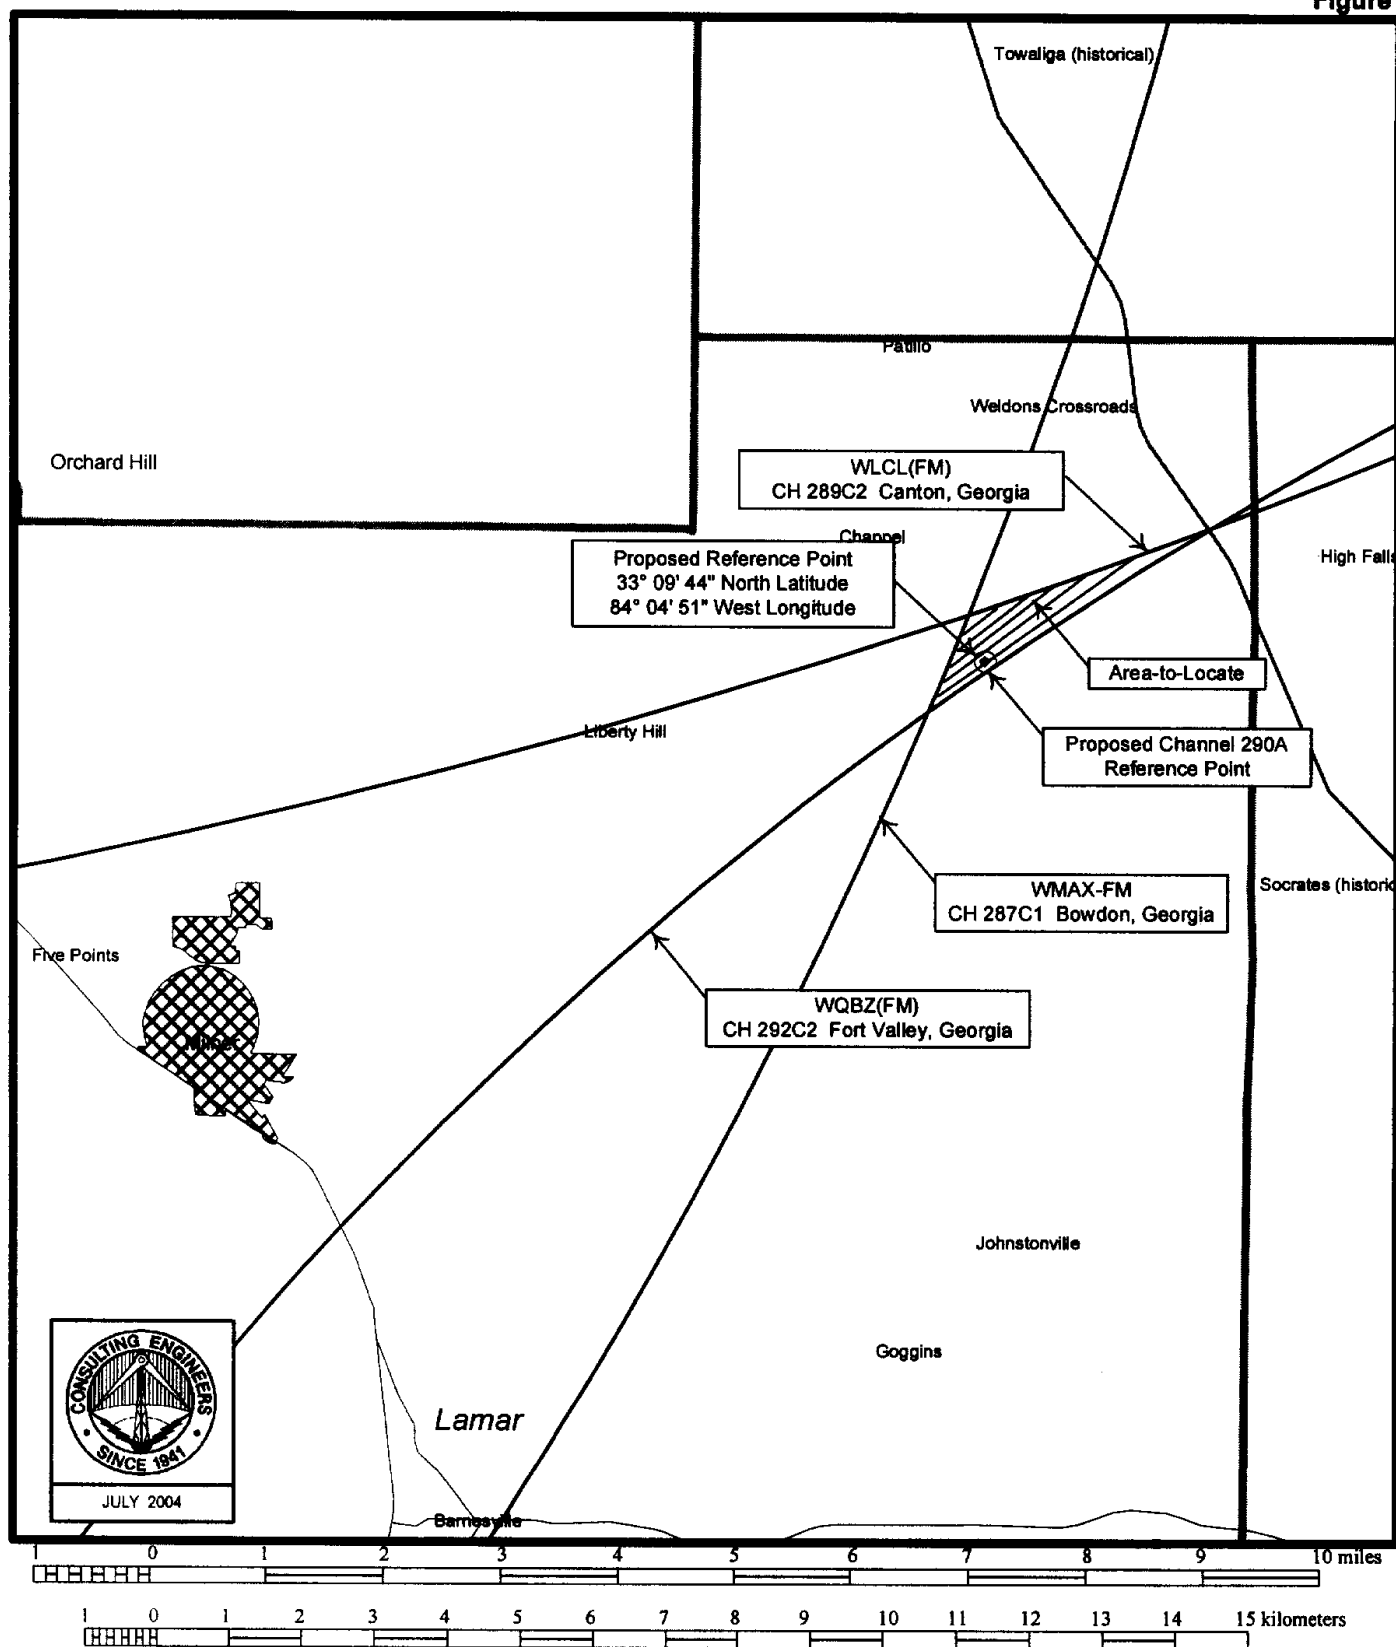 Figure
Towaliga (historical)
Patillo
Weldons Crossroads
Orchard Hill
WLCL(FM)
CH 289C2 Canton, Georgia
Chappel
High Falls
Proposed Reference Point
33° 09' 44" North Latitude
84° 04' 51" West Longitude
Area-to-Locate
Liberty Hill
Proposed Channel 290A
Reference Point
WMAX-FM
CH 287C1 Bowdon, Georgia
Socrates (historic
Five Points
WQBZ(FM)
CH 292C2 Fort Valley, Georgia
Milner
Johnstonville
Goggins
CONSULTING ENGINEERS
SINCE 1941
JULY 2004
Lamar
Barnesville
1 0 1 2 3 4 5 6 7 8 9 10 miles
1 0 1 2 3 4 5 6 7 8 9 10 11 12 13 14 15 kilometers